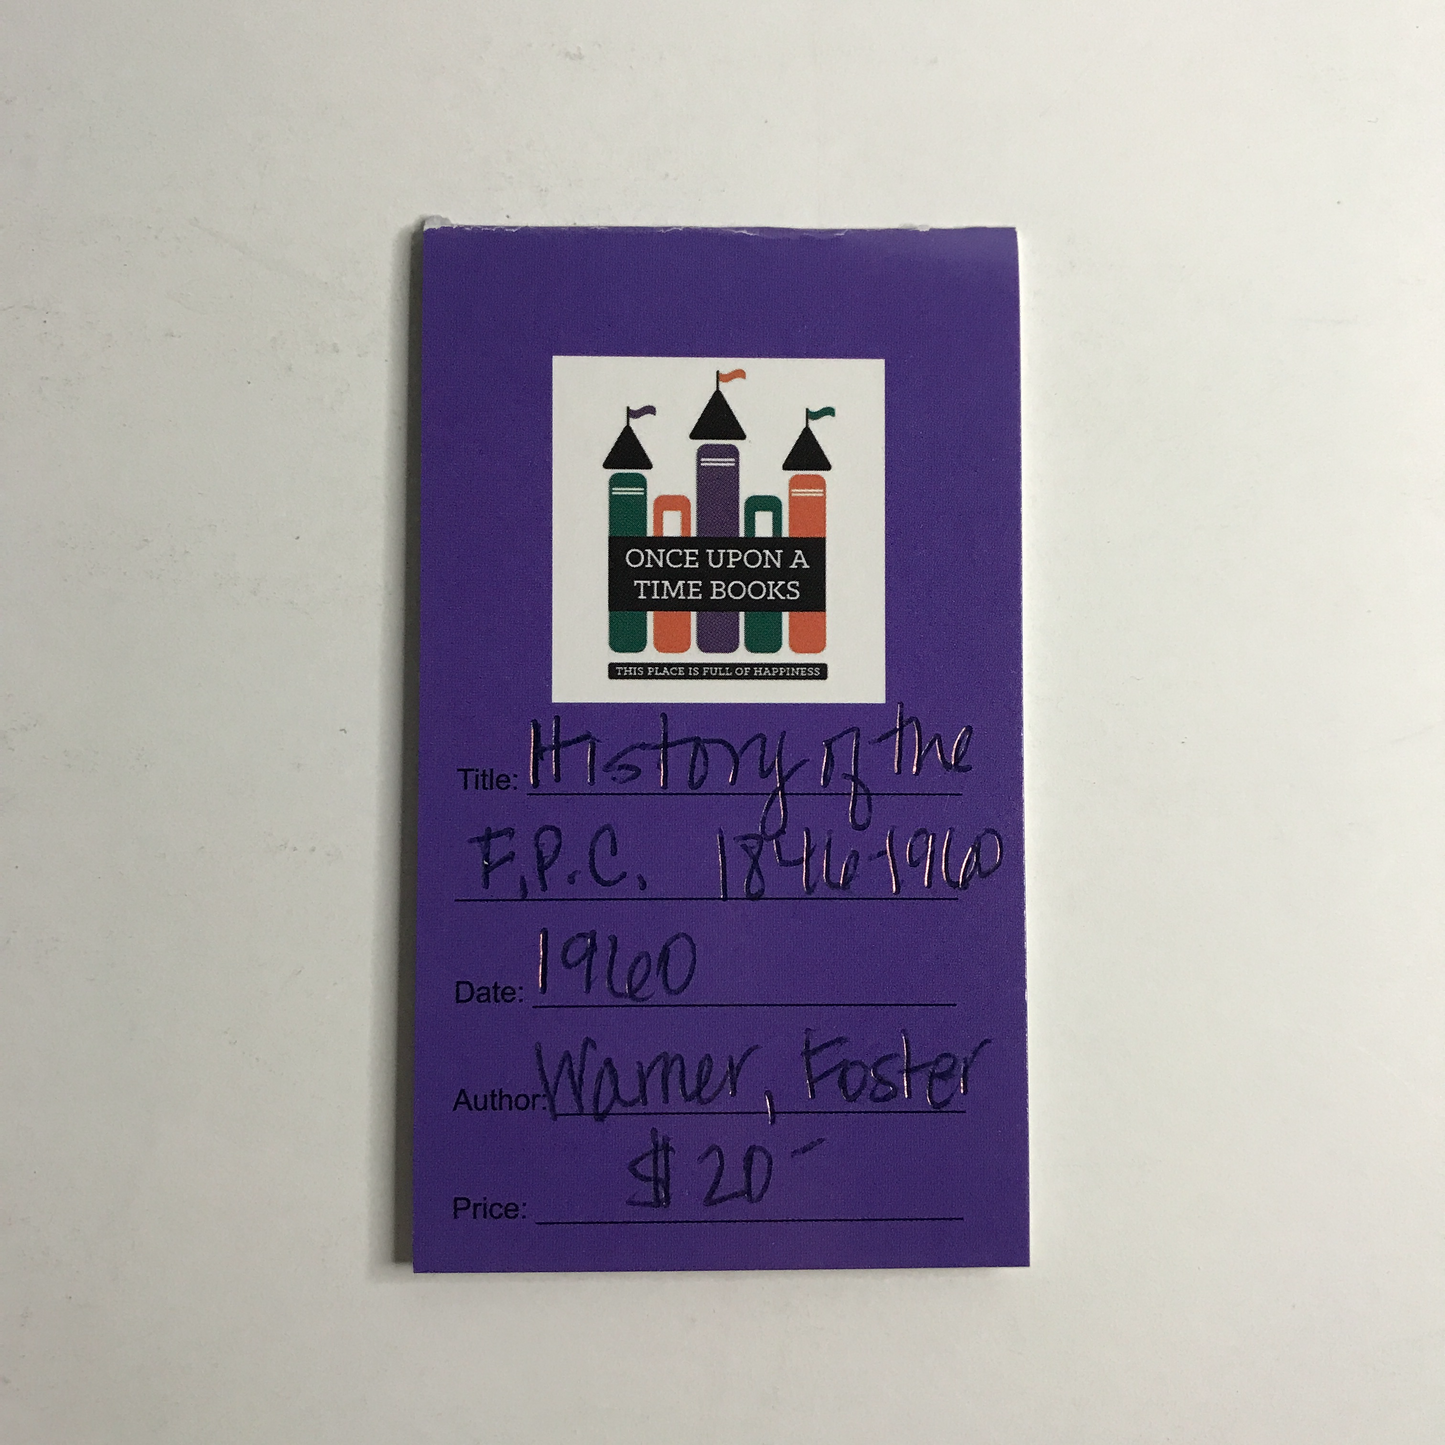 ONCE UPON A
TIME BOOKS
THIS PLACE IS FULL OF HAPPINESS
Title: History of the
F.P.C. 1846-1960
Date: 1960
Author: Warner, Foster
Price: $20-